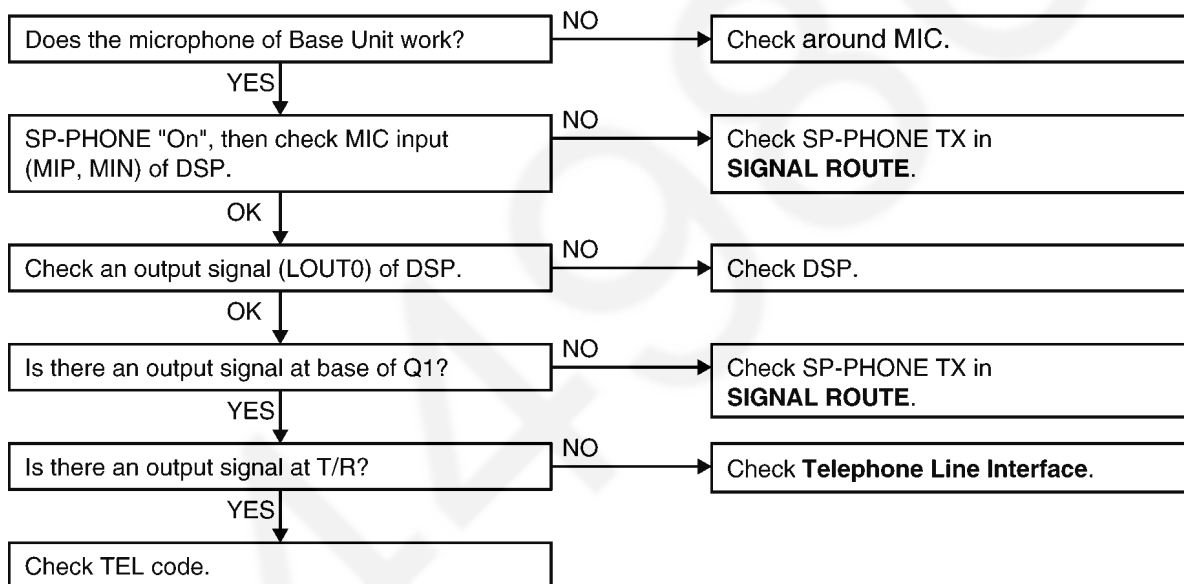 Does the microphone of Base Unit work?
NO
Check around MIC.
YES
SP-PHONE "On", then check MIC input
(MIP, MIN) of DSP.
NO
Check SP-PHONE TX in
SIGNAL ROUTE.
OK
Check an output signal (LOUT0) of DSP.
NO
Check DSP.
OK
Is there an output signal at base of Q1?
NO
Check SP-PHONE TX in
SIGNAL ROUTE.
YES
Is there an output signal at T/R?
NO
Check Telephone Line Interface.
YES
Check TEL code.